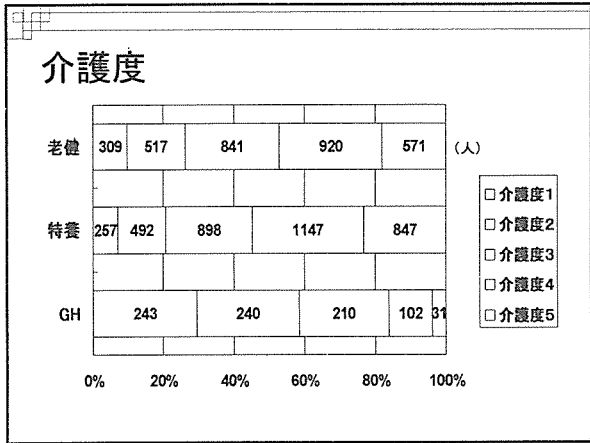 介護度
老健 309 517 841 920 571 (人)
特養 257 492 898 1147 847
GH 243 240 210 102 31
0% 20% 40% 60% 80% 100%
□介護度1
□介護度2
□介護度3
□介護度4
□介護度5